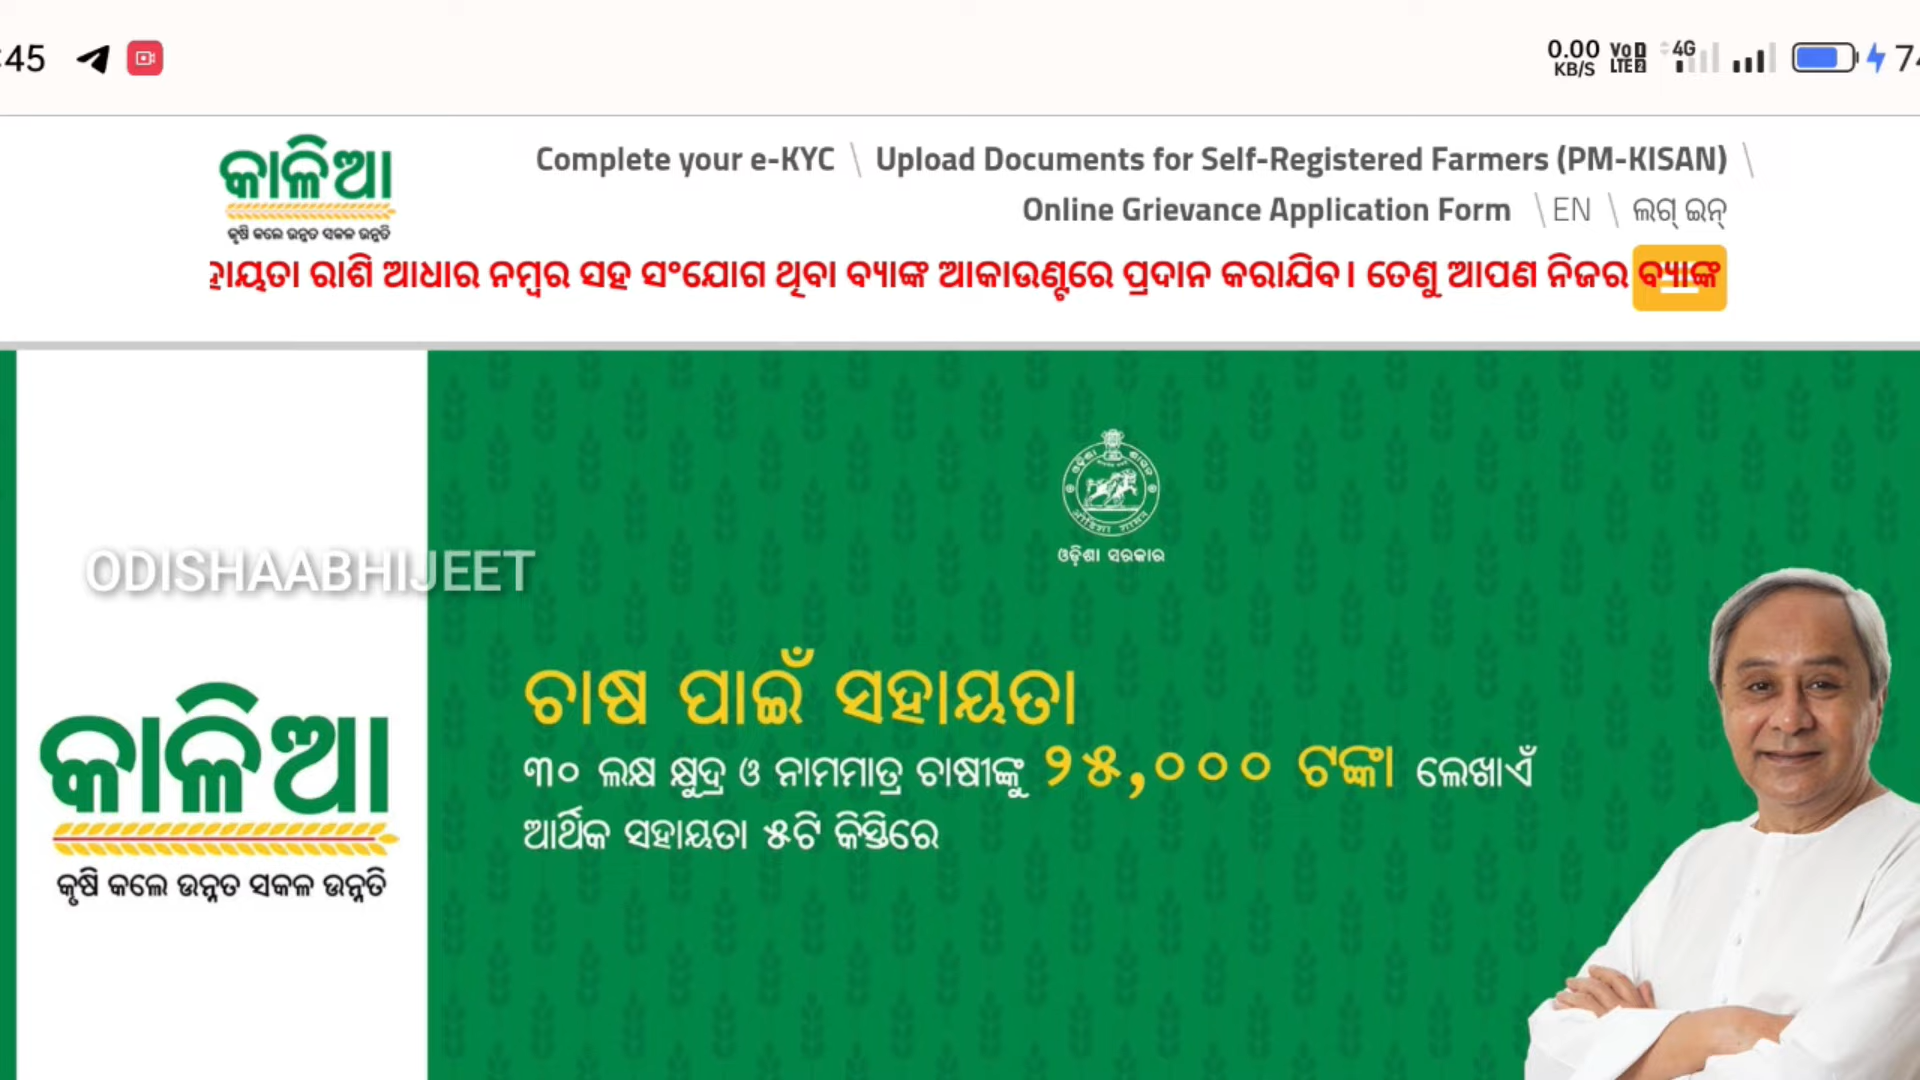 :45
0.00 KB/S VoD LTE2 4G 74
କାଳିଆ
କୃଷି କଲେ ଉନ୍ନତ ସକଳ ଉନ୍ନତି
Complete your e-KYC \ Upload Documents for Self-Registered Farmers (PM-KISAN) \
Online Grievance Application Form \ EN \ ଲଗ୍ ଇନ୍
ହାୟତା ରାଶି ଆଧାର ନମ୍ବର ସହ ସଂଯୋଗ ଥିବା ବ୍ୟାଙ୍କ ଆକାଉଣ୍ଟରେ ପ୍ରଦାନ କରାଯିବ। ତେଣୁ ଆପଣ ନିଜର ବ୍ୟାଙ୍କ
ଓଡ଼ିଶା ସରକାର
ODISHAABHIJEET
କାଳିଆ
କୃଷି କଲେ ଉନ୍ନତ ସକଳ ଉନ୍ନତି
ଚାଷ ପାଇଁ ସହାୟତା
୩୦ ଲକ୍ଷ କ୍ଷୁଦ୍ର ଓ ନାମମାତ୍ର ଚାଷୀଙ୍କୁ ୨୫,୦୦୦ ଟଙ୍କା ଲେଖାଏଁ
ଆର୍ଥିକ ସହାୟତା ୫ଟି କିସ୍ତିରେ